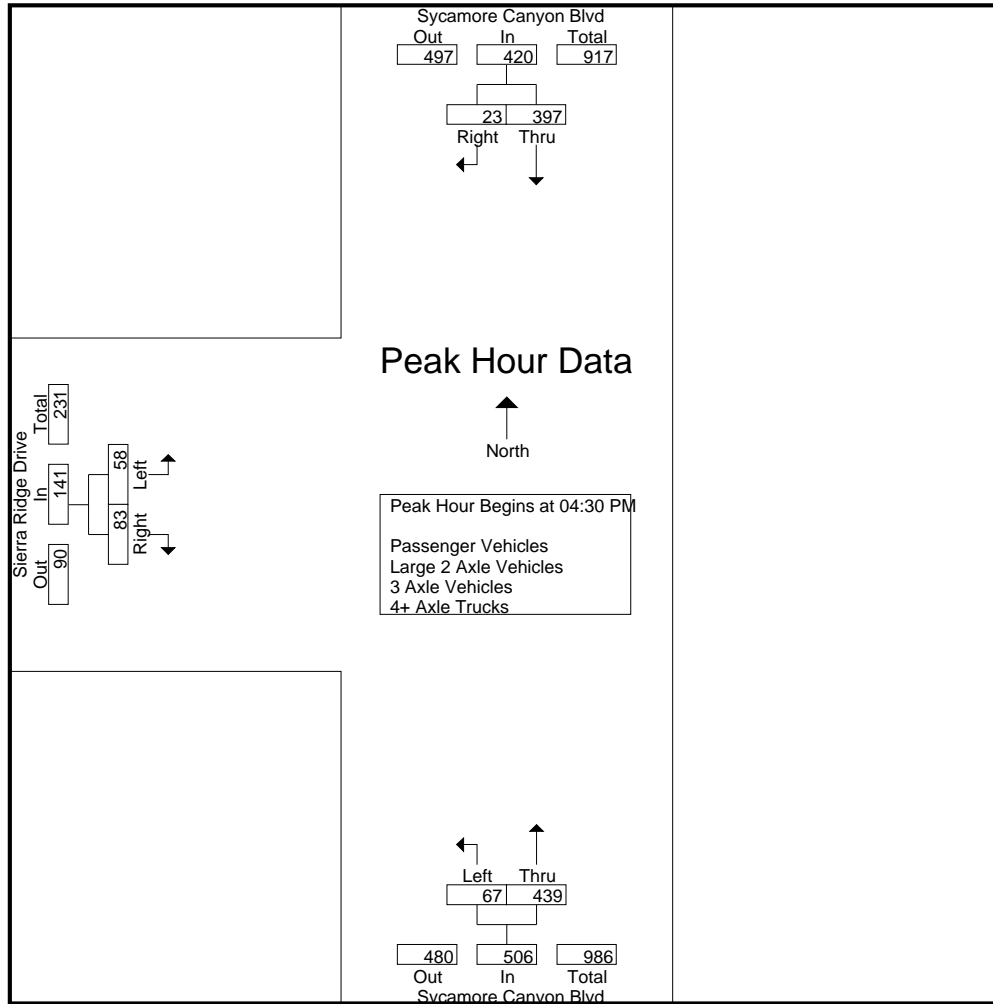 Sycamore Canyon Blvd
Out In Total
497 420 917
23 397
Right Thru
Peak Hour Data
North
Peak Hour Begins at 04:30 PM
Passenger Vehicles
Large 2 Axle Vehicles
3 Axle Vehicles
4+ Axle Trucks
Sierra Ridge Drive
Out In Total
90 141 231
83 58
Right Left
Left Thru
67 439
480 506 986
Out In Total
Sycamore Canyon Blvd